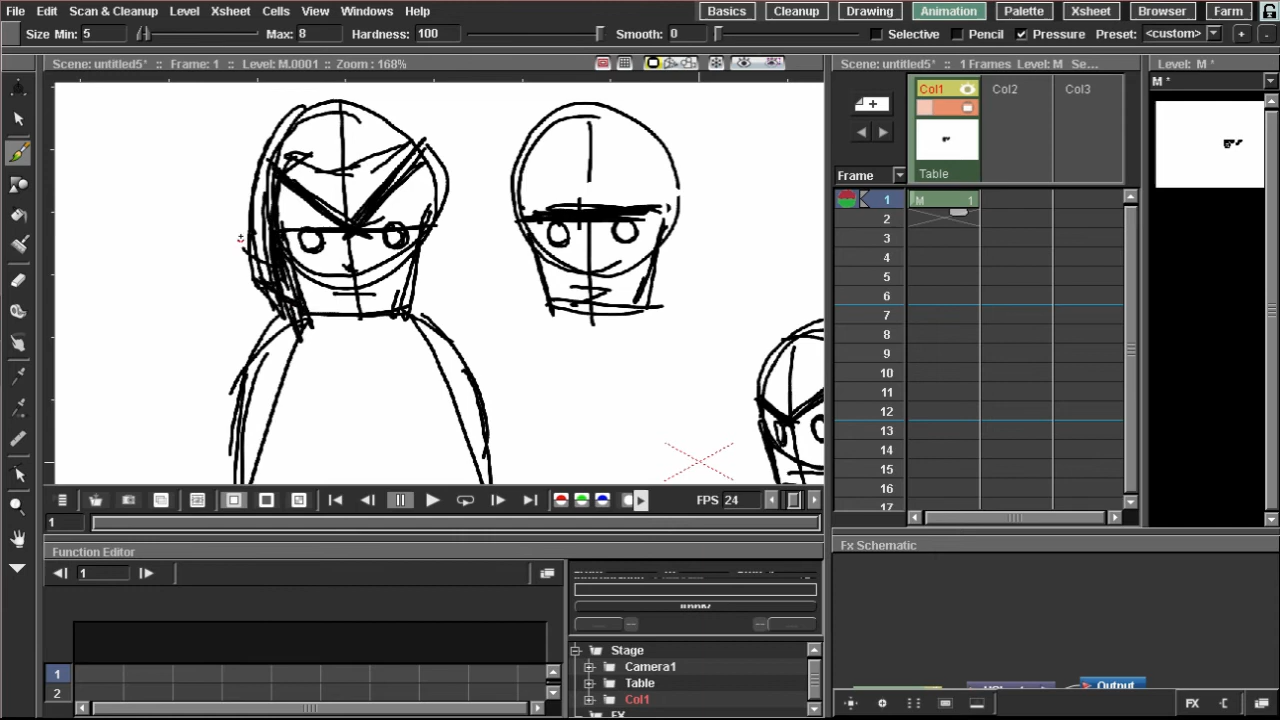 File Edit Scan & Cleanup Level Xsheet Cells View Windows Help Basics Cleanup Drawing Animation Palette Xsheet Browser Farm
Size Min: 5 Max: 8 Hardness: 100 Smooth: 0 Selective Pencil Pressure Preset: <custom> + -
Scene: untitled5* :: Frame: 1 :: Level: M.0001 :: Zoom : 168%
Scene: untitled5* :: 1 Frames :: Level: M Se...
Level: M *
M *
Col1 Col2 Col3
Frame Table
1 M 1
2
3
4
5
6
7
8
9
10
11
12
13
14
15
16
17
FPS 24
1
Function Editor
1
1
2
Stage
Camera1
Table
Col1
FX
Fx Schematic
Output
FX